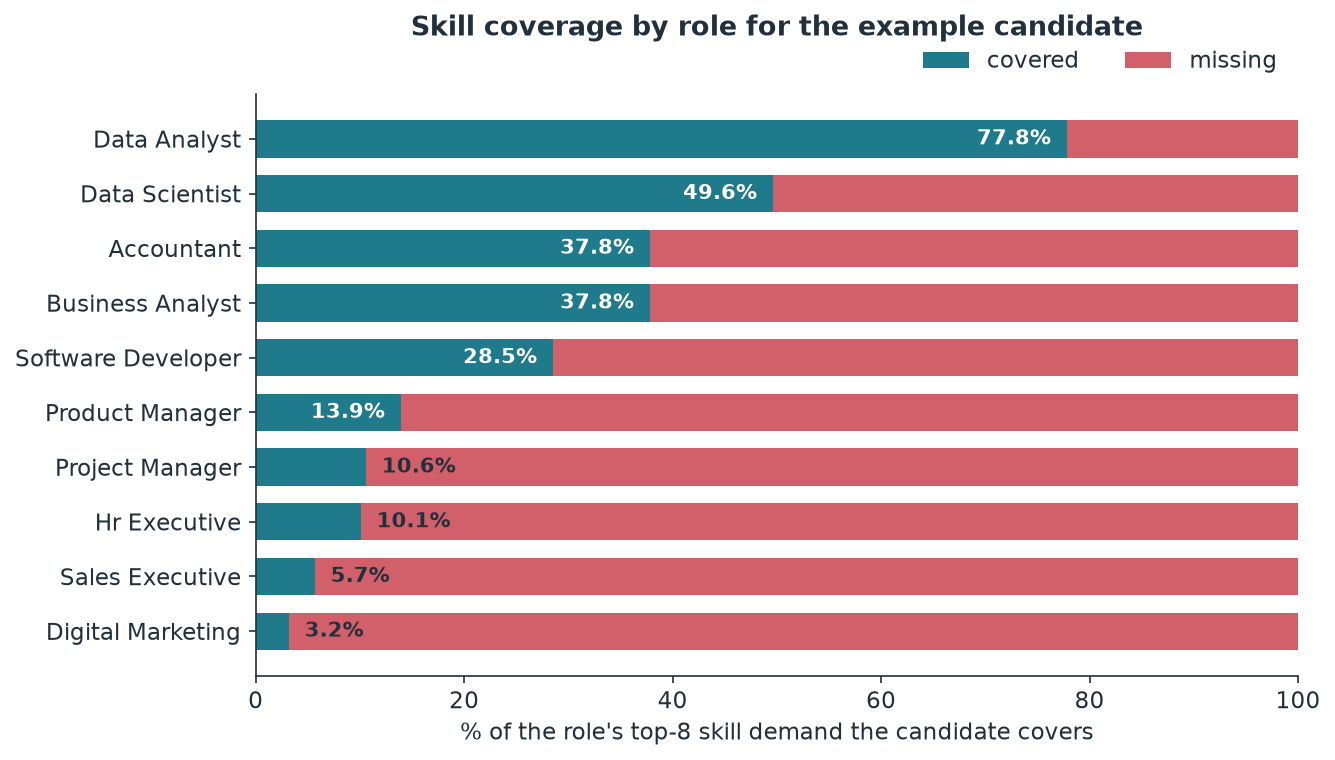 Skill coverage by role for the example candidate
covered missing
Data Analyst 77.8%
Data Scientist 49.6%
Accountant 37.8%
Business Analyst 37.8%
Software Developer 28.5%
Product Manager 13.9%
Project Manager 10.6%
Hr Executive 10.1%
Sales Executive 5.7%
Digital Marketing 3.2%
0 20 40 60 80 100
% of the role's top-8 skill demand the candidate covers